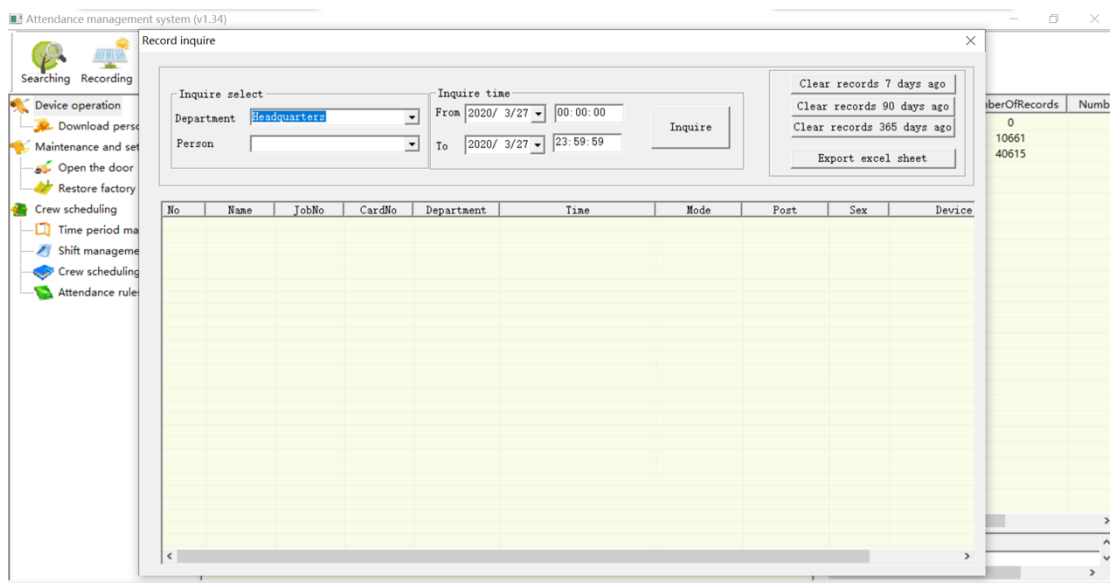 Attendance management system (v1.34)
Record inquire
Searching Recording
Device operation
Download perso
Maintenance and set
Open the door
Restore factory
Crew scheduling
Time period ma
Shift manageme
Crew scheduling
Attendance rule
Inquire select
Department Headquarters
Person
Inquire time
From 2020/ 3/27 00:00:00
To 2020/ 3/27 23:59:59
Inquire
Clear records 7 days ago
Clear records 90 days ago
Clear records 365 days ago
Export excel sheet
No Name JobNo CardNo Department Time Mode Post Sex Device
berOfRecords Numb
0
10661
40615